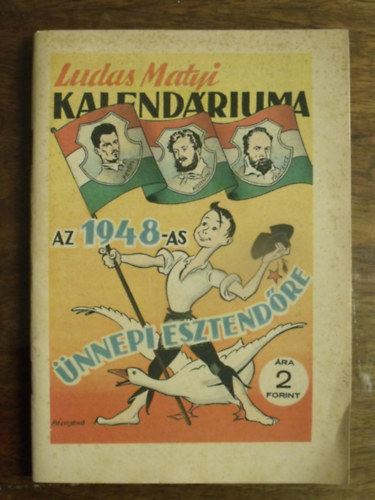 Ludas Matyi
KALENDÁRIUMA
AZ 1948-AS
ÜNNEPI ESZTENDŐRE
ÁRA
2
FORINT